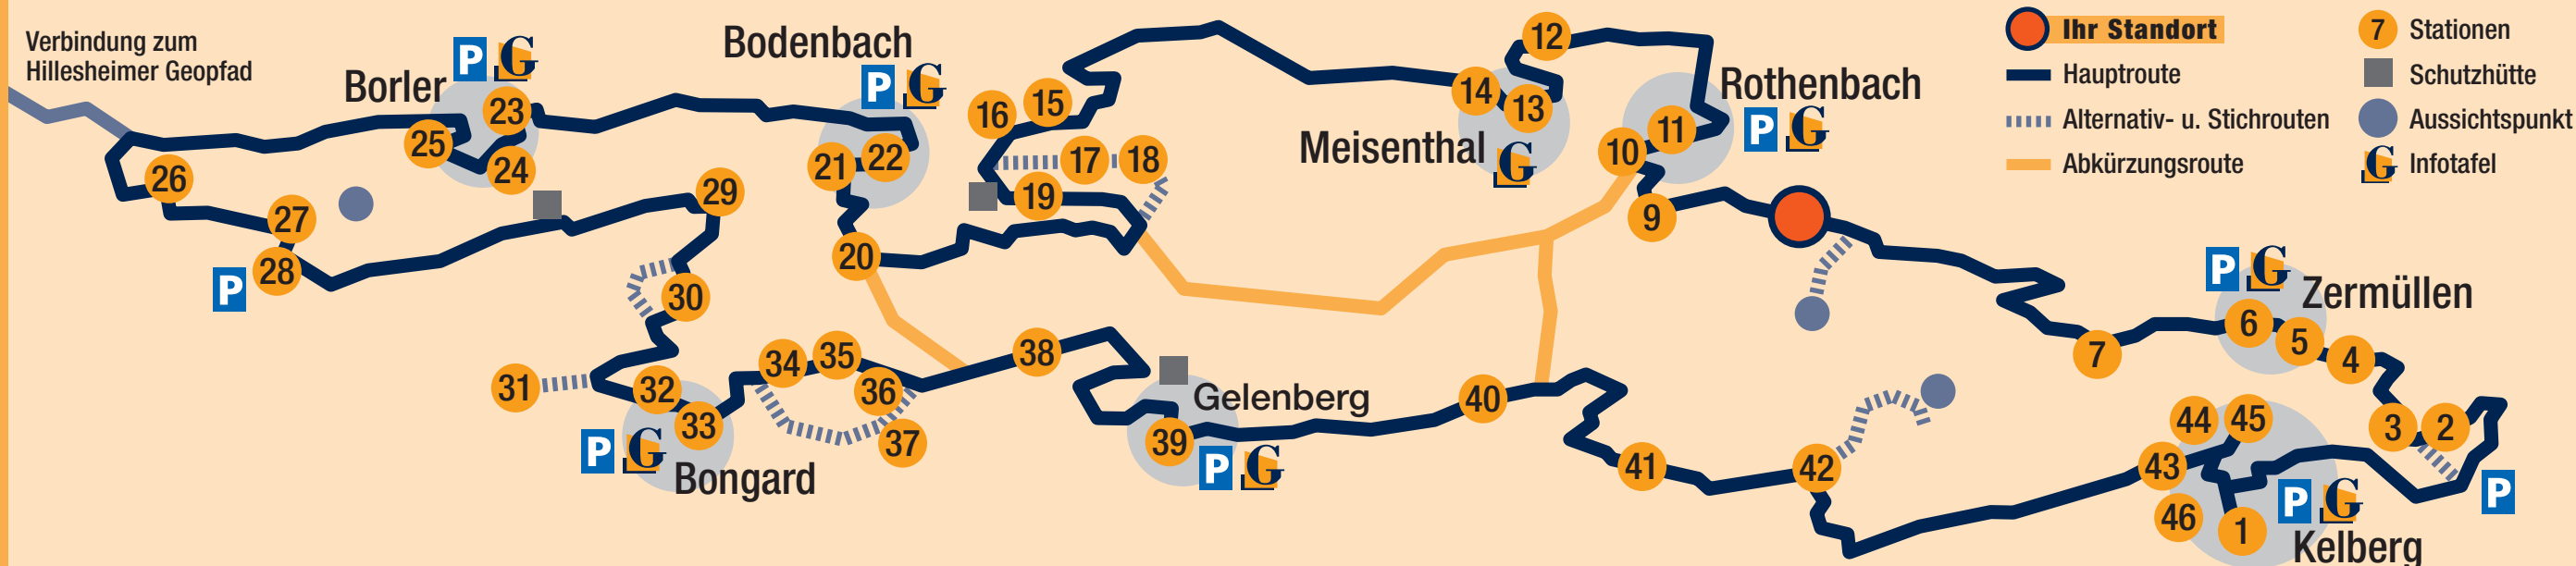 Verbindung zum
Hillesheimer Geopfad
Borler
P G
23
25
24
26
27
28
P
29
30
31
32
33
P G
Bongard
34
35
36
37
38
Bodenbach
P G
21
22
20
16
15
17
18
19
Gelenberg
39
P G
40
41
42
Meisenthal
G
14
13
12
Rothenbach
P G
11
10
9
7
Zermüllen
P G
6
5
4
3
2
P
44
45
43
46
1
P G
Kelberg
Ihr Standort
Hauptroute
Alternativ- u. Stichrouten
Abkürzungsroute
7 Stationen
Schutzhütte
Aussichtspunkt
G Infotafel